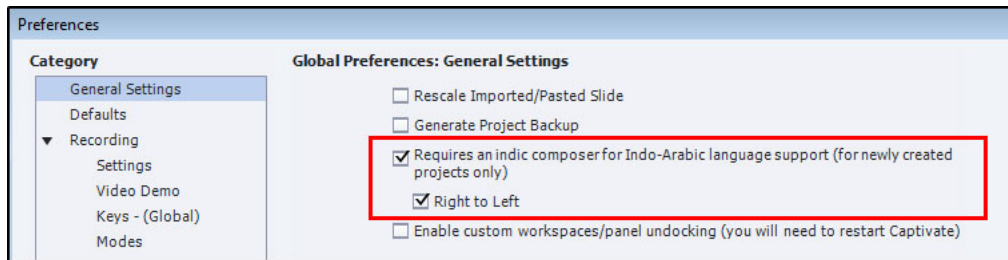 Preferences
Category
General Settings
Defaults
Recording
Settings
Video Demo
Keys - (Global)
Modes
Global Preferences: General Settings
Rescale Imported/Pasted Slide
Generate Project Backup
Requires an indic composer for Indo-Arabic language support (for newly created
projects only)
Right to Left
Enable custom workspaces/panel undocking (you will need to restart Captivate)